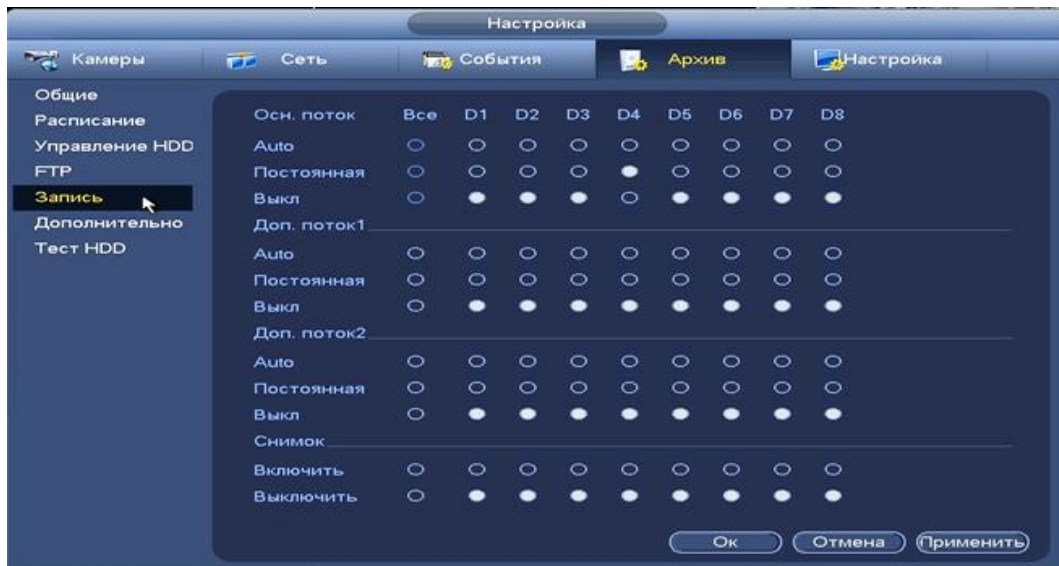 Настройка
Камеры Сеть События Архив Настройка
Общие
Расписание
Управление HDD
FTP
Запись
Дополнительно
Тест HDD
Осн. поток Все D1 D2 D3 D4 D5 D6 D7 D8
Auto
Постоянная
Выкл
Доп. поток1
Auto
Постоянная
Выкл
Доп. поток2
Auto
Постоянная
Выкл
Снимок
Включить
Выключить
Ок Отмена Применить